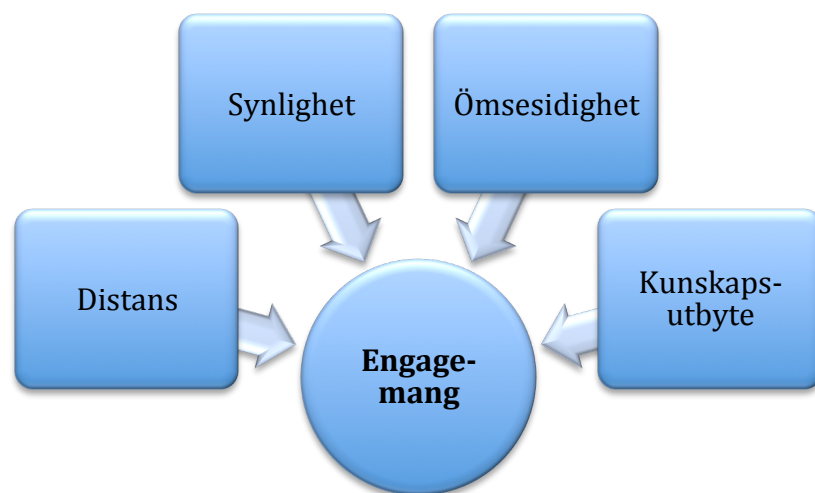 Synlighet
Ömsesidighet
Distans
Kunskaps-
utbyte
Engage-
mang